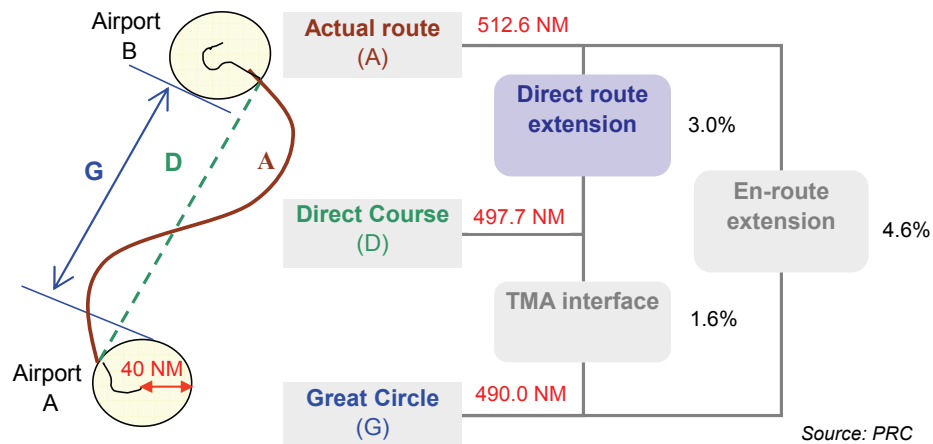 Airport
B
Actual route
(A)
512.6 NM
Direct route
extension
3.0%
G
D
A
En-route
extension
4.6%
Direct Course
(D)
497.7 NM
TMA interface
1.6%
Airport
A
40 NM
Great Circle
(G)
490.0 NM
Source: PRC